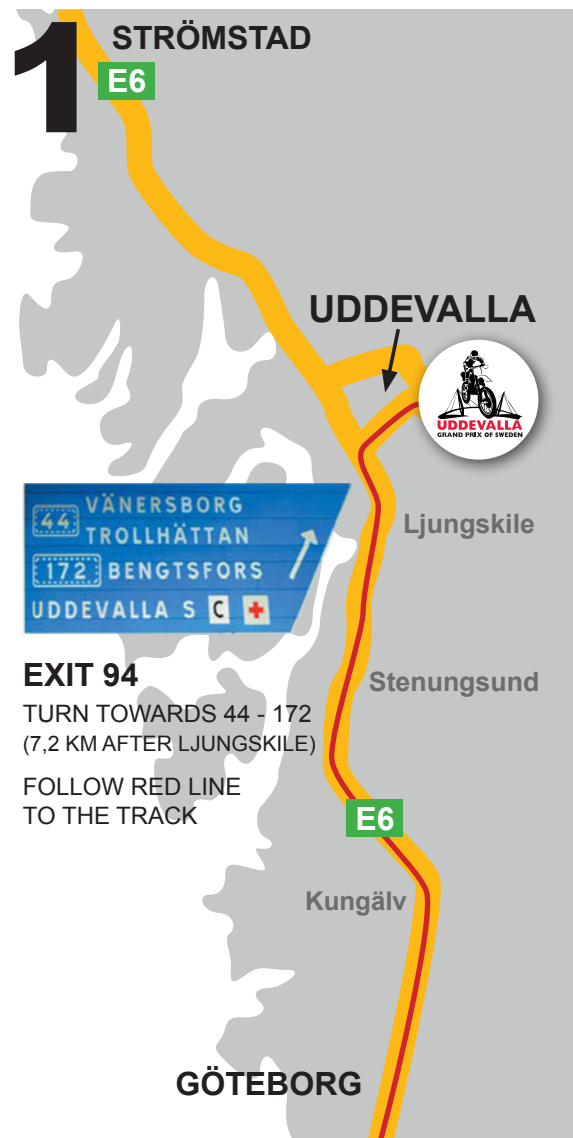 1
STRÖMSTAD
E6
UDDEVALLA
UDDEVALLA
GRAND PRIX OF SWEDEN
44 VÄNERSBORG
TROLLHÄTTAN
172 BENGTSFORS
UDDEVALLA S C
Ljungskile
EXIT 94
TURN TOWARDS 44 - 172
(7,2 KM AFTER LJUNGSKILE)
FOLLOW RED LINE
TO THE TRACK
Stenungsund
E6
Kungälv
GÖTEBORG